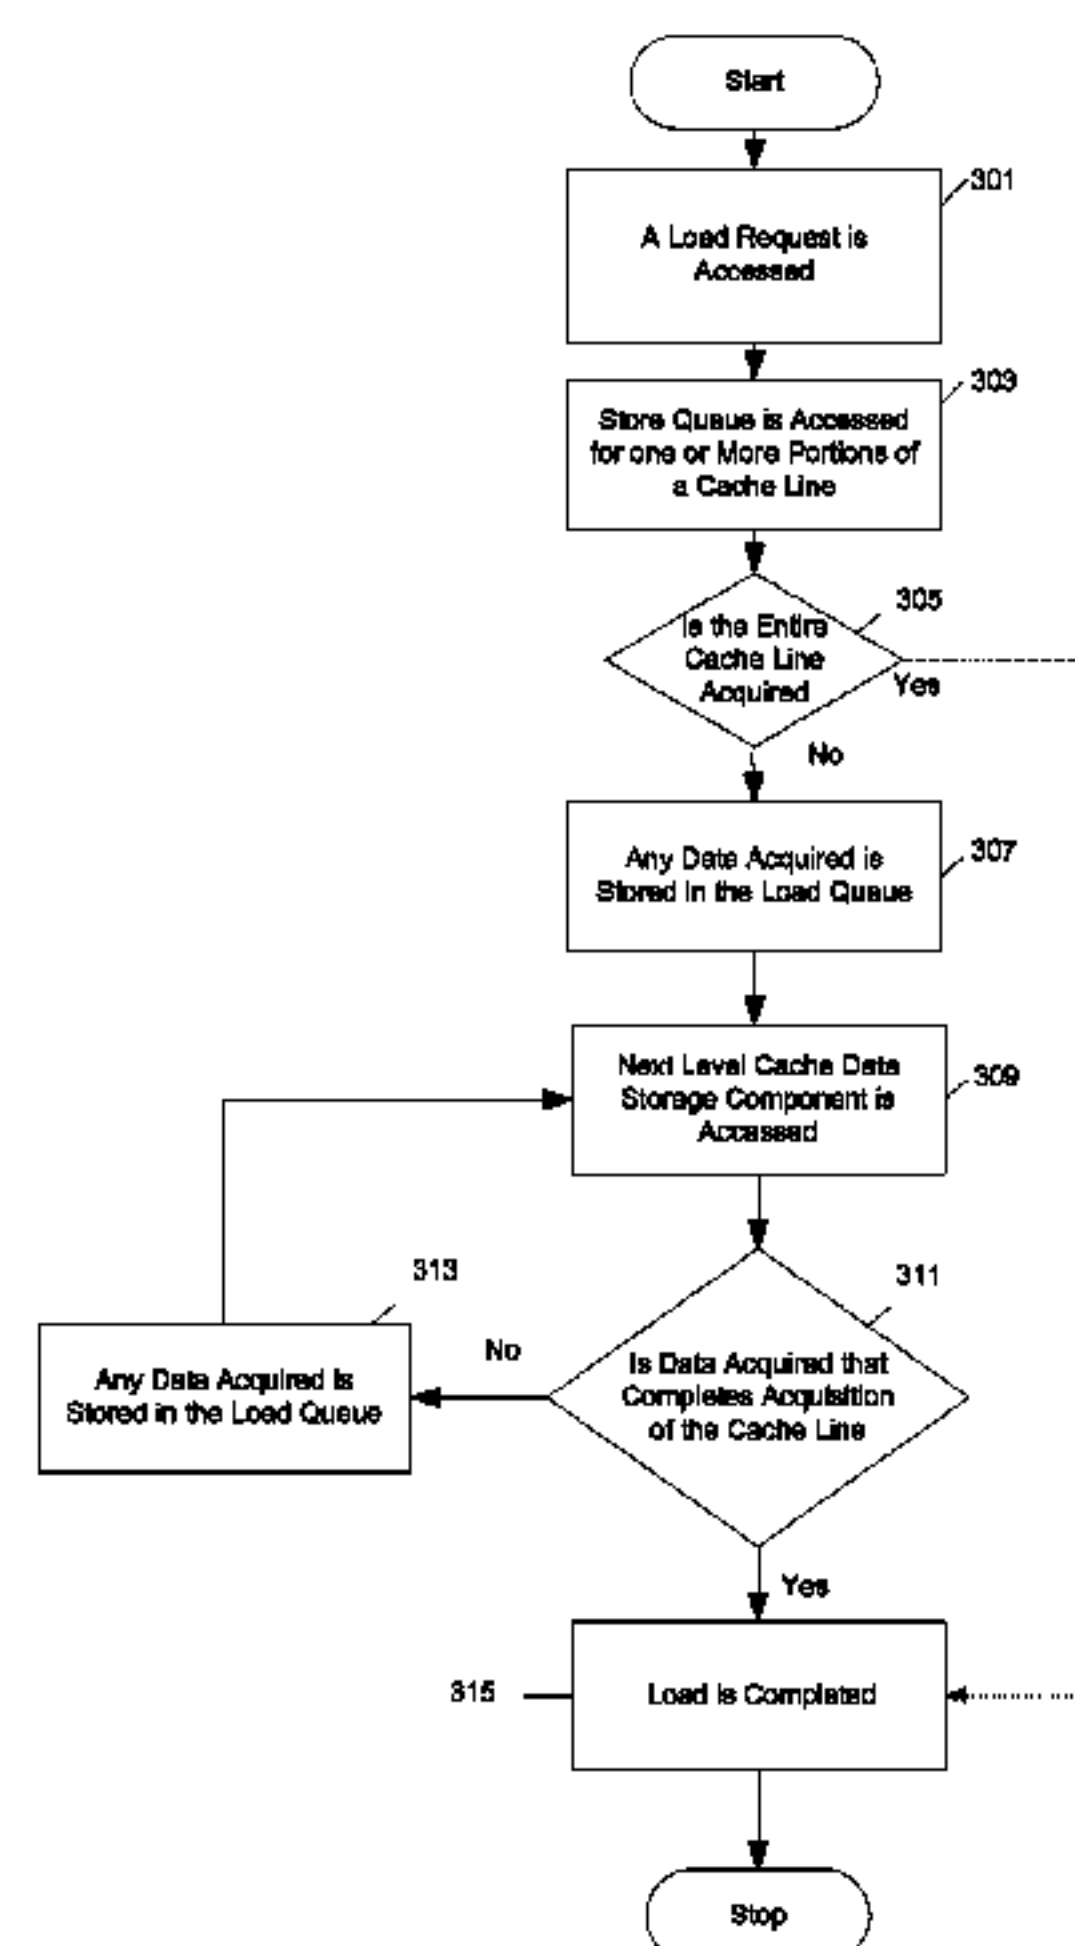 Start
301
A Load Request is
Accessed
303
Store Queue is Accessed
for one or More Portions of
a Cache Line
305
Is the Entire
Cache Line
Acquired
Yes
No
307
Any Data Acquired is
Stored in the Load Queue
309
Next Level Cache Data
Storage Component is
Accessed
313
311
No
Any Data Acquired is
Stored in the Load Queue
Is Data Acquired that
Completes Acquisition
of the Cache Line
Yes
315
Load is Completed
Stop